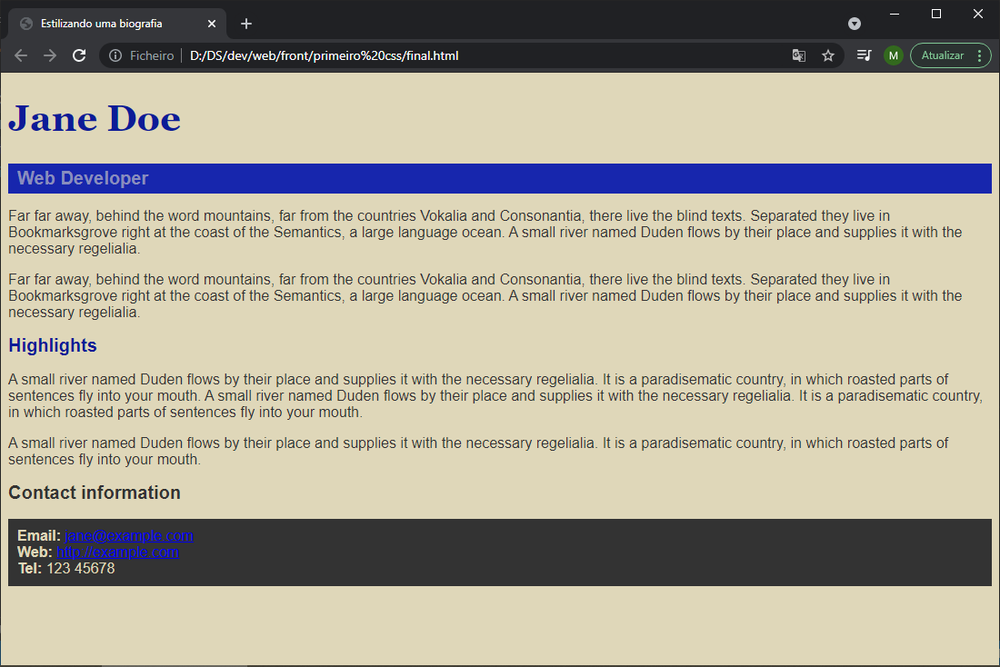 Estilizando uma biografia
Ficheiro D:/DS/dev/web/front/primeiro%20css/final.html
M
Atualizar
Jane Doe
Web Developer
Far far away, behind the word mountains, far from the countries Vokalia and Consonantia, there live the blind texts. Separated they live in
Bookmarksgrove right at the coast of the Semantics, a large language ocean. A small river named Duden flows by their place and supplies it with the
necessary regelialia.
Far far away, behind the word mountains, far from the countries Vokalia and Consonantia, there live the blind texts. Separated they live in
Bookmarksgrove right at the coast of the Semantics, a large language ocean. A small river named Duden flows by their place and supplies it with the
necessary regelialia.
Highlights
A small river named Duden flows by their place and supplies it with the necessary regelialia. It is a paradisematic country, in which roasted parts of
sentences fly into your mouth. A small river named Duden flows by their place and supplies it with the necessary regelialia. It is a paradisematic country,
in which roasted parts of sentences fly into your mouth.
A small river named Duden flows by their place and supplies it with the necessary regelialia. It is a paradisematic country, in which roasted parts of
sentences fly into your mouth.
Contact information
Email: jane@example.com
Web: http://example.com
Tel: 123 45678